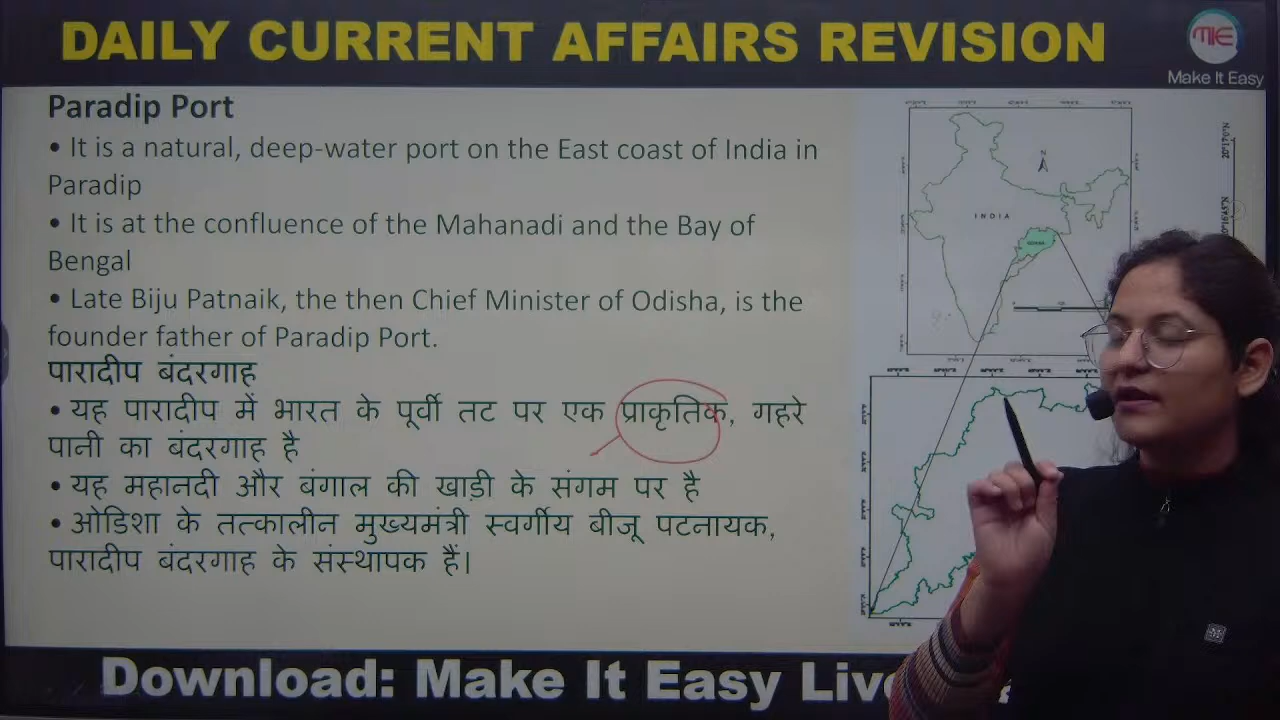 DAILY CURRENT AFFAIRS REVISION
MIE
Make It Easy
Paradip Port
• It is a natural, deep-water port on the East coast of India in
Paradip
• It is at the confluence of the Mahanadi and the Bay of
Bengal
• Late Biju Patnaik, the then Chief Minister of Odisha, is the
founder father of Paradip Port.
पारादीप बंदरगाह
• यह पारादीप में भारत के पूर्वी तट पर एक प्राकृतिक, गहरे
पानी का बंदरगाह है
• यह महानदी और बंगाल की खाड़ी के संगम पर है
• ओडिशा के तत्कालीन मुख्यमंत्री स्वर्गीय बीजू पटनायक,
पारादीप बंदरगाह के संस्थापक हैं।
N
INDIA
20°17'0"N
Download: Make It Easy Live